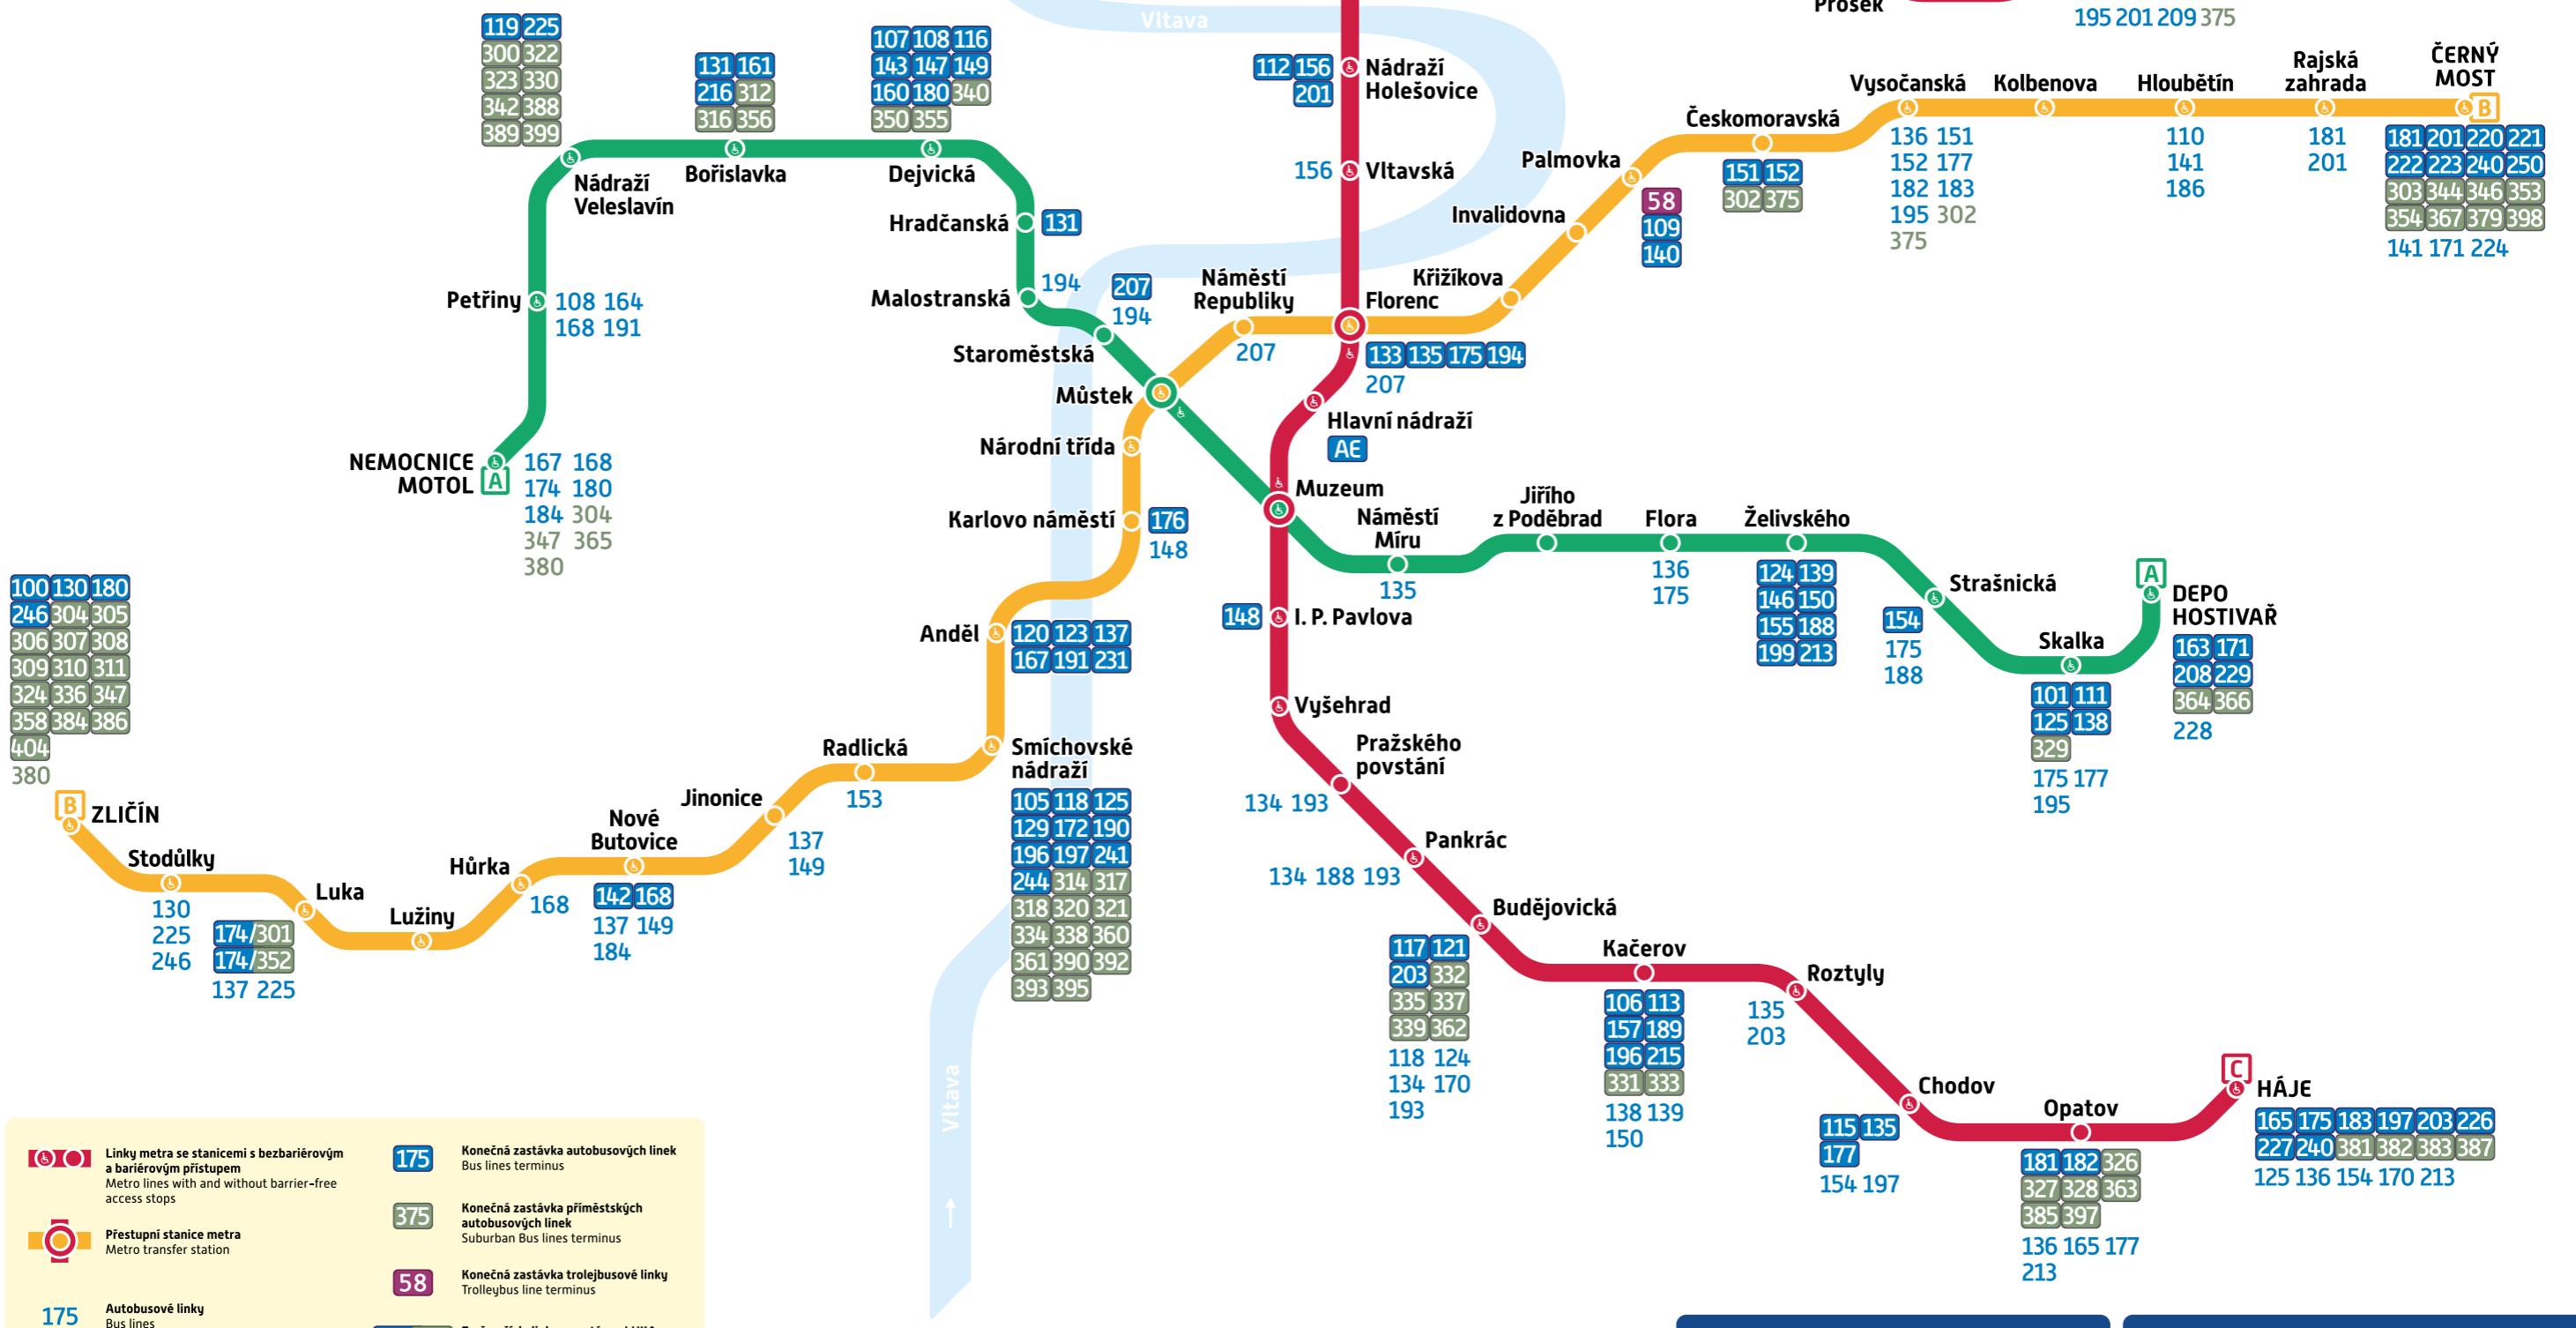 Vltava
Prosek
195 201 209 375
119 225
300 322
323 330
342 388
389 399
Nádraží
Veleslavín
131 161
216 312
316 356
Bořislavka
107 108 116
143 147 149
160 180 340
350 355
Dejvická
Hradčanská
131
Malostranská
194
207
194
Staroměstská
Můstek
Petřiny
108 164
168 191
NEMOCNICE
MOTOL
A
167 168
174 180
184 304
347 365
380
112 156
201
Nádraží
Holešovice
156
Vltavská
Náměstí
Republiky
207
Florenc
133 135 175 194
207
Křižíkova
Invalidovna
Palmovka
58
109
140
Českomoravská
151 152
302 375
Vysočanská
136 151
152 177
182 183
195 302
375
Kolbenova
Hloubětín
110
141
186
Rajská
zahrada
181
201
ČERNÝ
MOST
B
181 201 220 221
222 223 240 250
303 344 346 353
354 367 379 398
141 171 224
Hlavní nádraží
AE
Národní třída
Karlovo náměstí
176
148
Muzeum
Náměstí
Míru
135
Jiřího
z Poděbrad
Flora
136
175
Želivského
124 139
146 150
155 188
199 213
Strašnická
154
175
188
Skalka
101 111
125 138
329
175 177
195
A
DEPO
HOSTIVAŘ
163 171
208 229
364 366
228
148
I. P. Pavlova
Anděl
120 123 137
167 191 231
Vyšehrad
Pražského
povstání
134 193
Pankrác
134 188 193
Budějovická
117 121
203 332
335 337
339 362
118 124
134 170
193
Kačerov
106 113
157 189
196 215
331 333
138 139
150
Roztyly
135
203
Chodov
115 135
177
154 197
Opatov
181 182 326
327 328 363
385 397
136 165 177
213
C
HÁJE
165 175 183 197 203 226
227 240 381 382 383 387
125 136 154 170 213
100 130 180
246 304 305
306 307 308
309 310 311
324 336 347
358 384 386
404
380
B
ZLIČÍN
Stodůlky
130
225
246
Luka
174/301
174/352
137 225
Lužiny
Hůrka
168
Nové
Butovice
142 168
137 149
184
Jinonice
137
149
Radlická
153
Smíchovské
nádraží
105 118 125
129 172 190
196 197 241
244 314 317
318 320 321
334 338 360
361 390 392
393 395
Vltava
→
Linky metra se stanicemi s bezbariérovým
a bariérovým přístupem
Metro lines with and without barrier-free
access stops
Přestupní stanice metra
Metro transfer station
175
Autobusové linky
Bus lines
175
Konečná zastávka autobusových linek
Bus lines terminus
375
Konečná zastávka příměstských
autobusových linek
Suburban Bus lines terminus
58
Konečná zastávka trolejbusové linky
Trolleybus line terminus